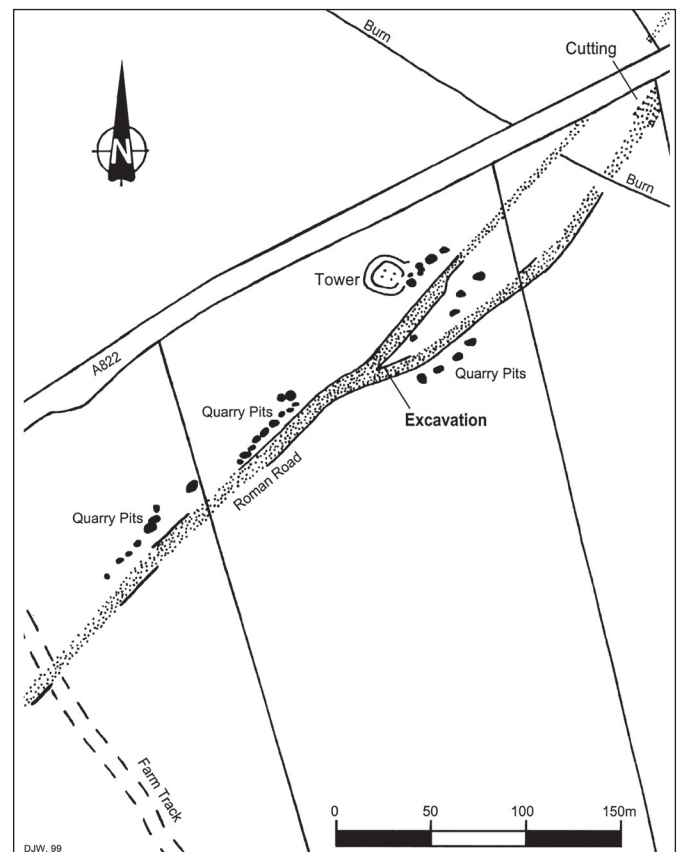 Burn
Cutting
N
Burn
Tower
A822
Quarry Pits
Quarry Pits
Excavation
Roman Road
Quarry Pits
Farm Track
0 50 100 150m
DJW. 99